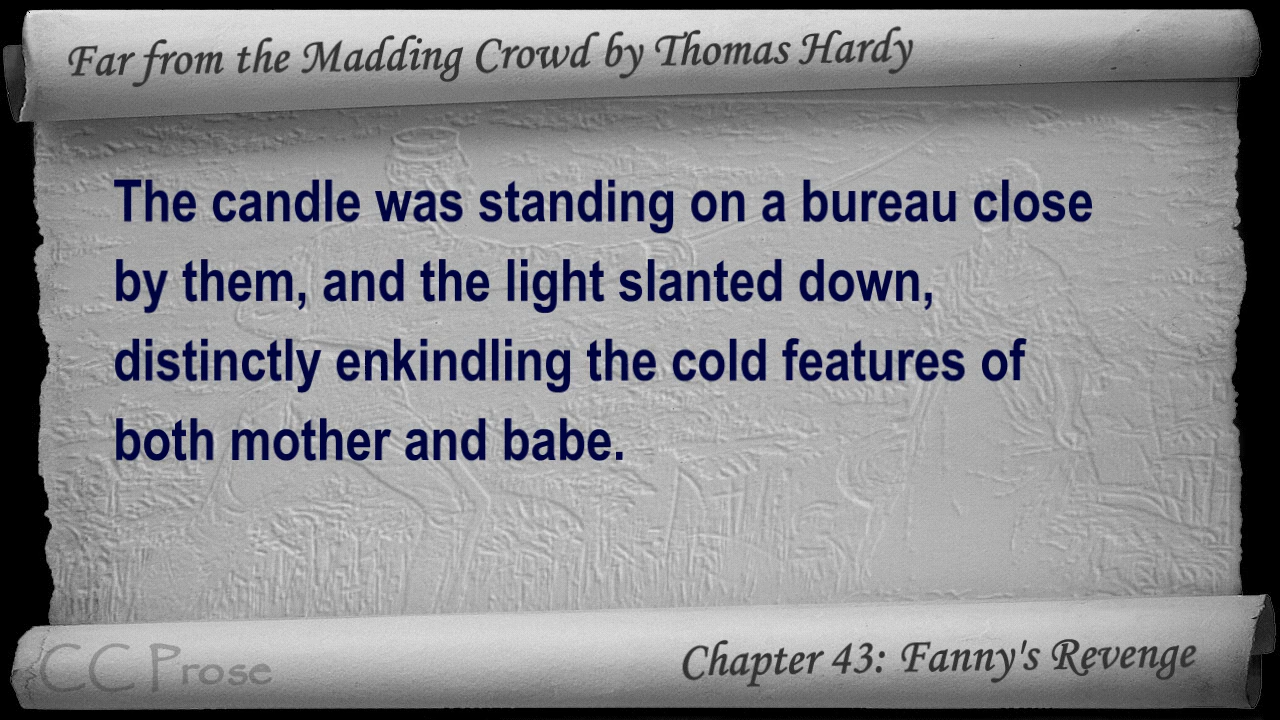 Far from the Madding Crowd by Thomas Hardy
The candle was standing on a bureau close
by them, and the light slanted down,
distinctly enkindling the cold features of
both mother and babe.
CC Prose
Chapter 43: Fanny's Revenge